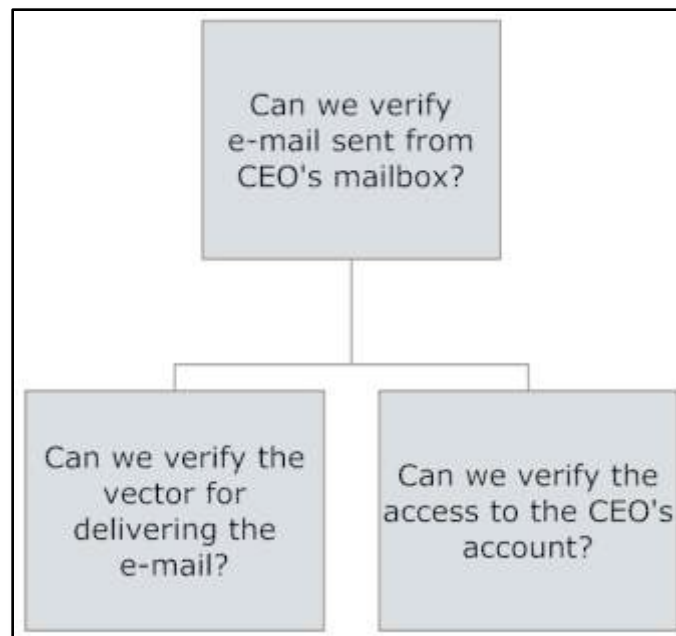 Can we verify
e-mail sent from
CEO's mailbox?
Can we verify the
vector for
delivering the
e-mail?
Can we verify the
access to the CEO's
account?